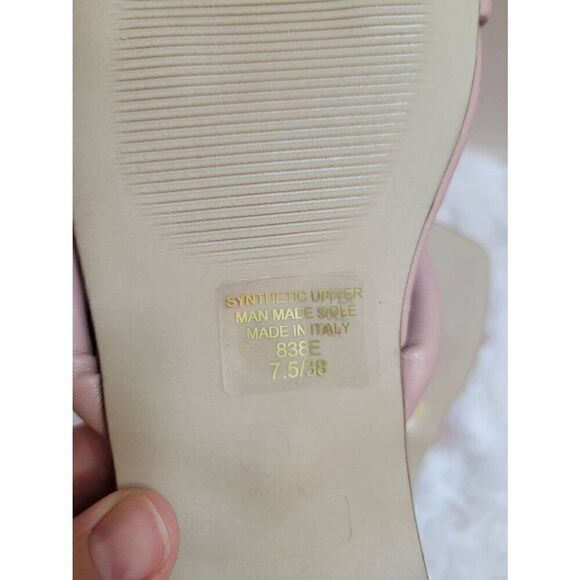 SYNTHETIC UPPER
MAN MADE SOLE
MADE IN ITALY
838E
7.5/38